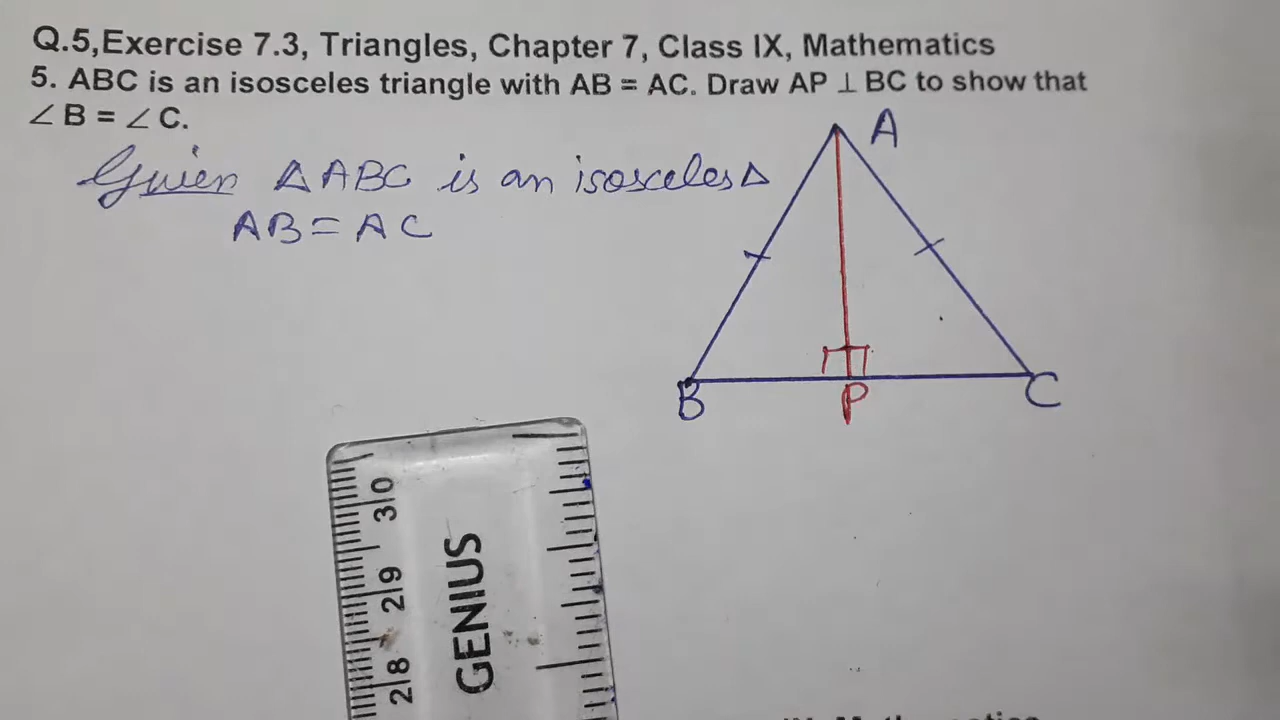 Q.5,Exercise 7.3, Triangles, Chapter 7, Class IX, Mathematics
5. ABC is an isosceles triangle with AB = AC. Draw AP ⊥ BC to show that
∠B = ∠C.
A
Given △ABC is an isosceles△
AB = AC
B
P
C
30
29
28
GENIUS